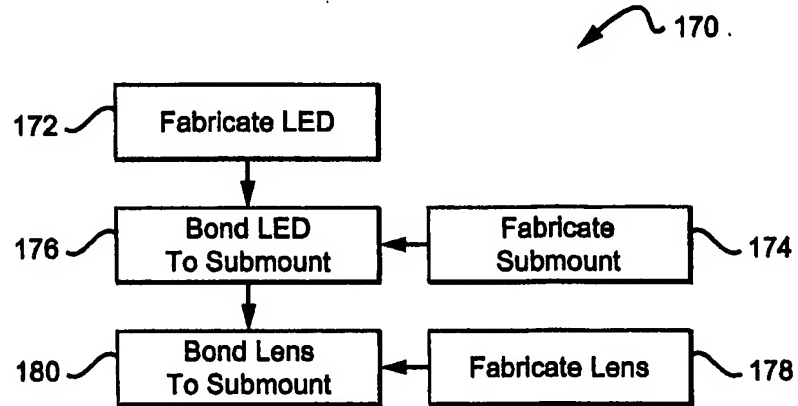 170
172
Fabricate LED
176
Bond LED
To Submount
Fabricate
Submount
174
180
Bond Lens
To Submount
Fabricate Lens
178